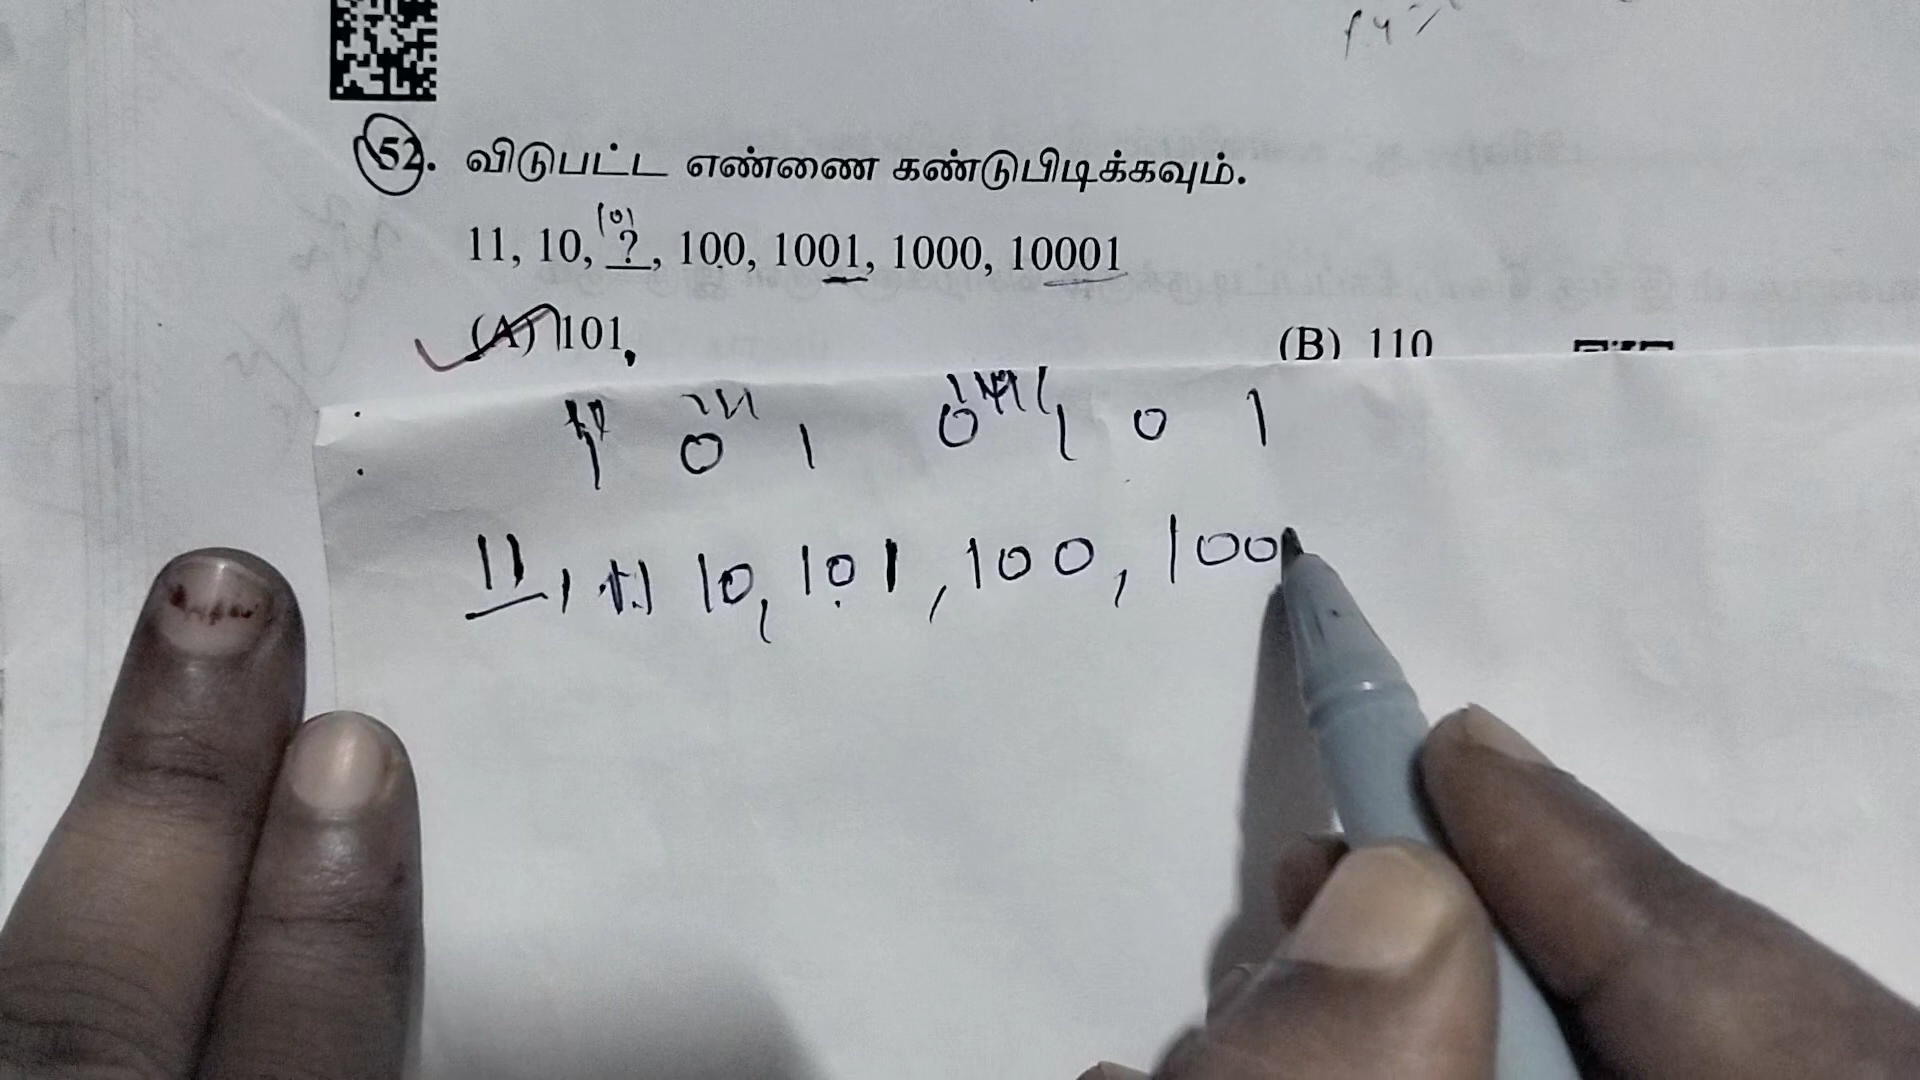 52. விடுபட்ட எண்ணை கண்டுபிடிக்கவும்.
101
11, 10, ?, 100, 1001, 1000, 10001
(A) 101,
(B) 110
0 1 0 1 0 1
11, 10, 101, 100, 100